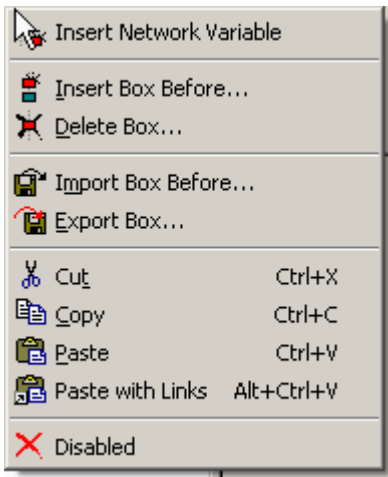 Insert Network Variable
Insert Box Before...
Delete Box...
Import Box Before...
Export Box...
Cut Ctrl+X
Copy Ctrl+C
Paste Ctrl+V
Paste with Links Alt+Ctrl+V
Disabled